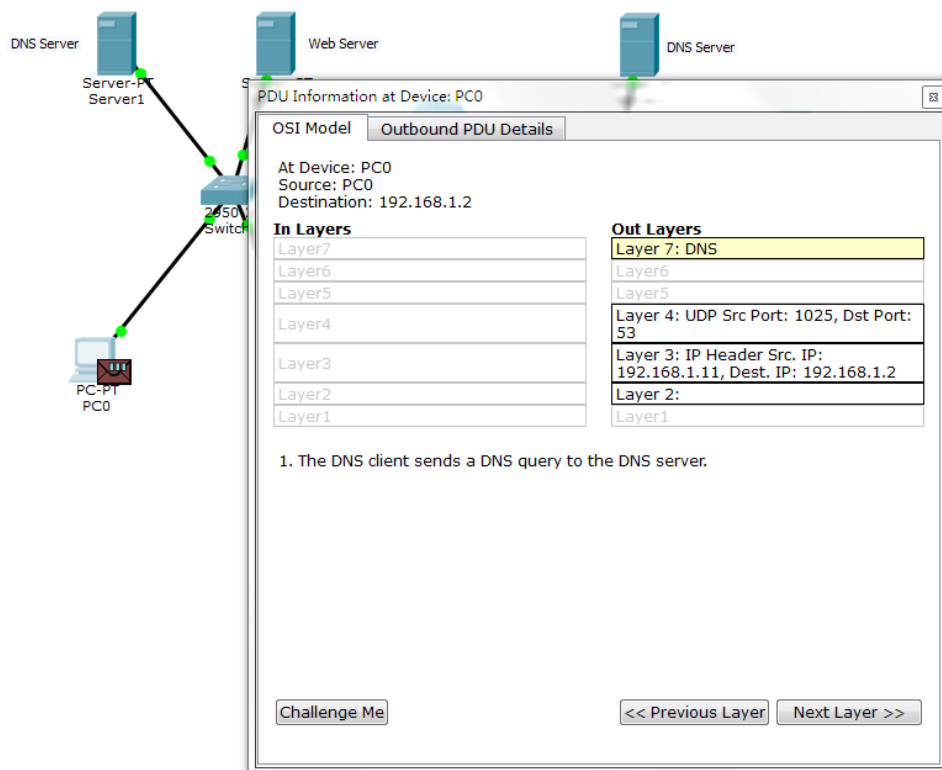 DNS Server
Web Server
DNS Server
Server-PT
Server1
PDU Information at Device: PC0
OSI Model
Outbound PDU Details
At Device: PC0
Source: PC0
Destination: 192.168.1.2
In Layers
Out Layers
Layer7
Layer 7: DNS
Layer6
Layer6
Layer5
Layer5
Layer4
Layer 4: UDP Src Port: 1025, Dst Port:
53
Layer3
Layer 3: IP Header Src. IP:
192.168.1.11, Dest. IP: 192.168.1.2
Layer2
Layer 2:
Layer1
Layer1
2950
Switch
PC-PT
PC0
1. The DNS client sends a DNS query to the DNS server.
Challenge Me
<< Previous Layer
Next Layer >>